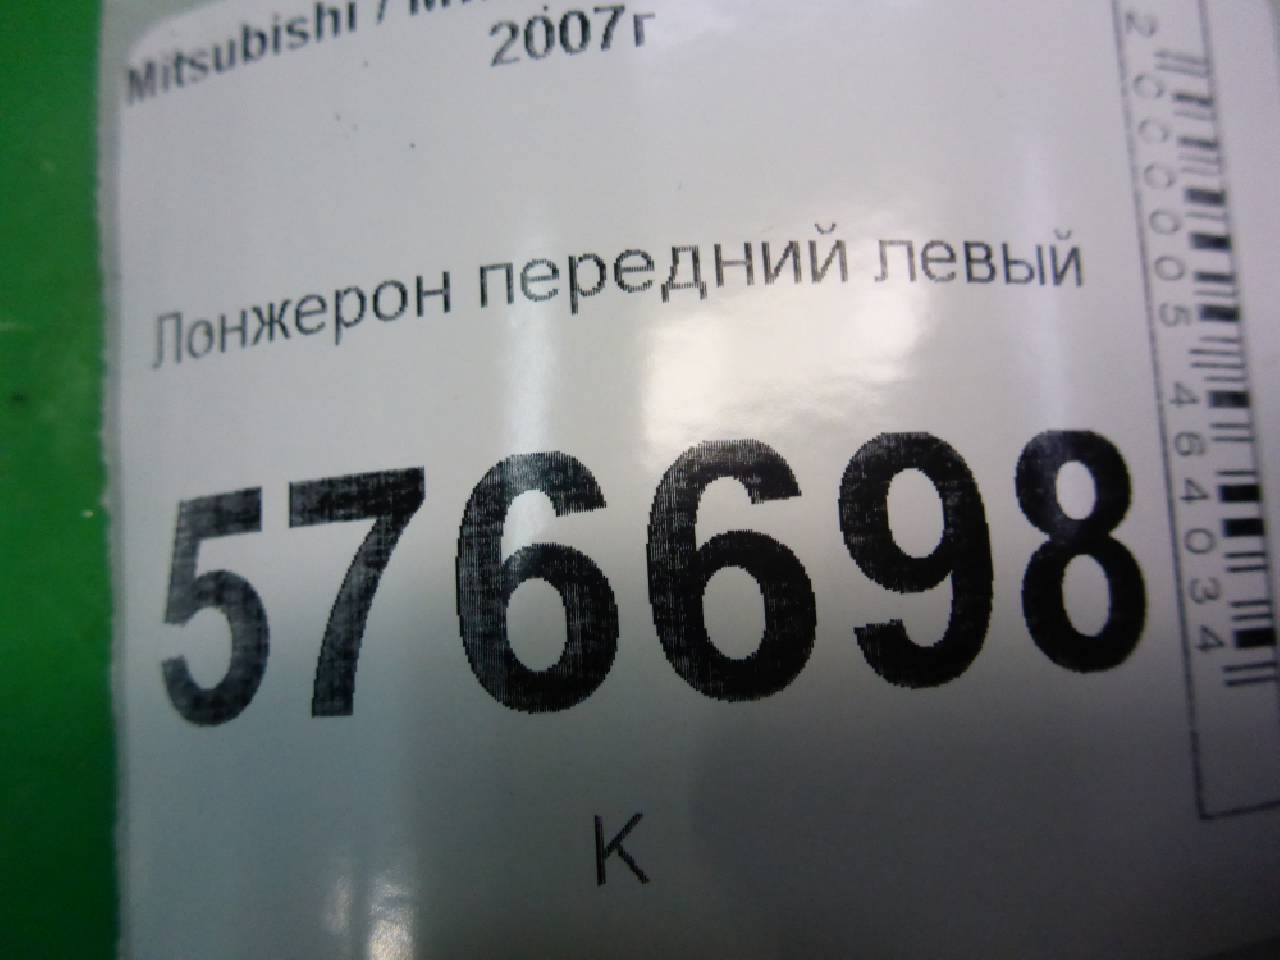 Mitsubishi /
2007г
Лонжерон передний левый
576698
К
2000005464034